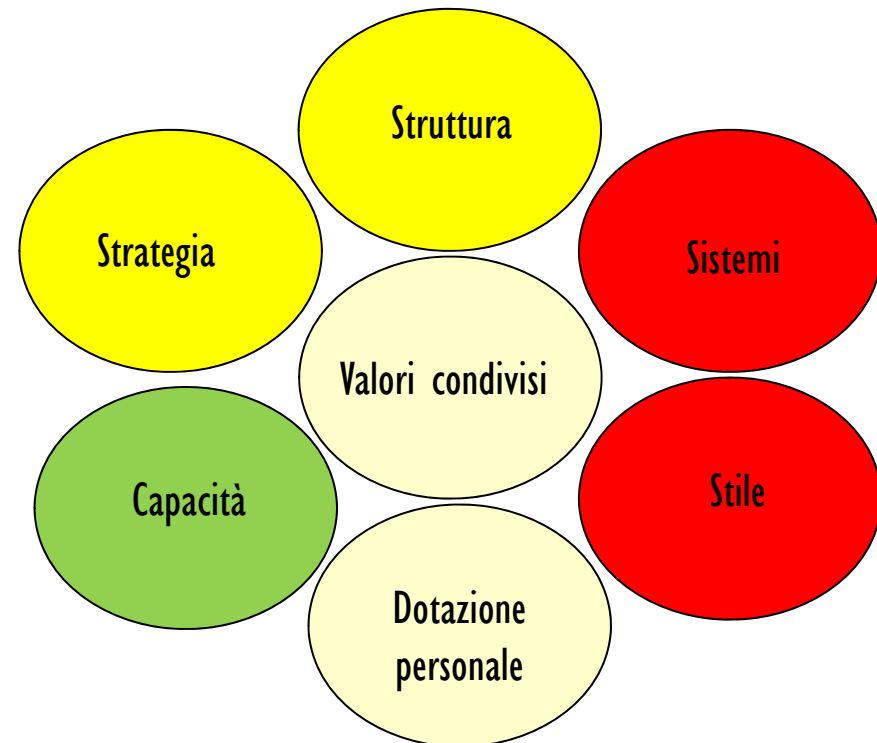 Struttura
Strategia
Sistemi
Valori condivisi
Capacità
Stile
Dotazione
personale